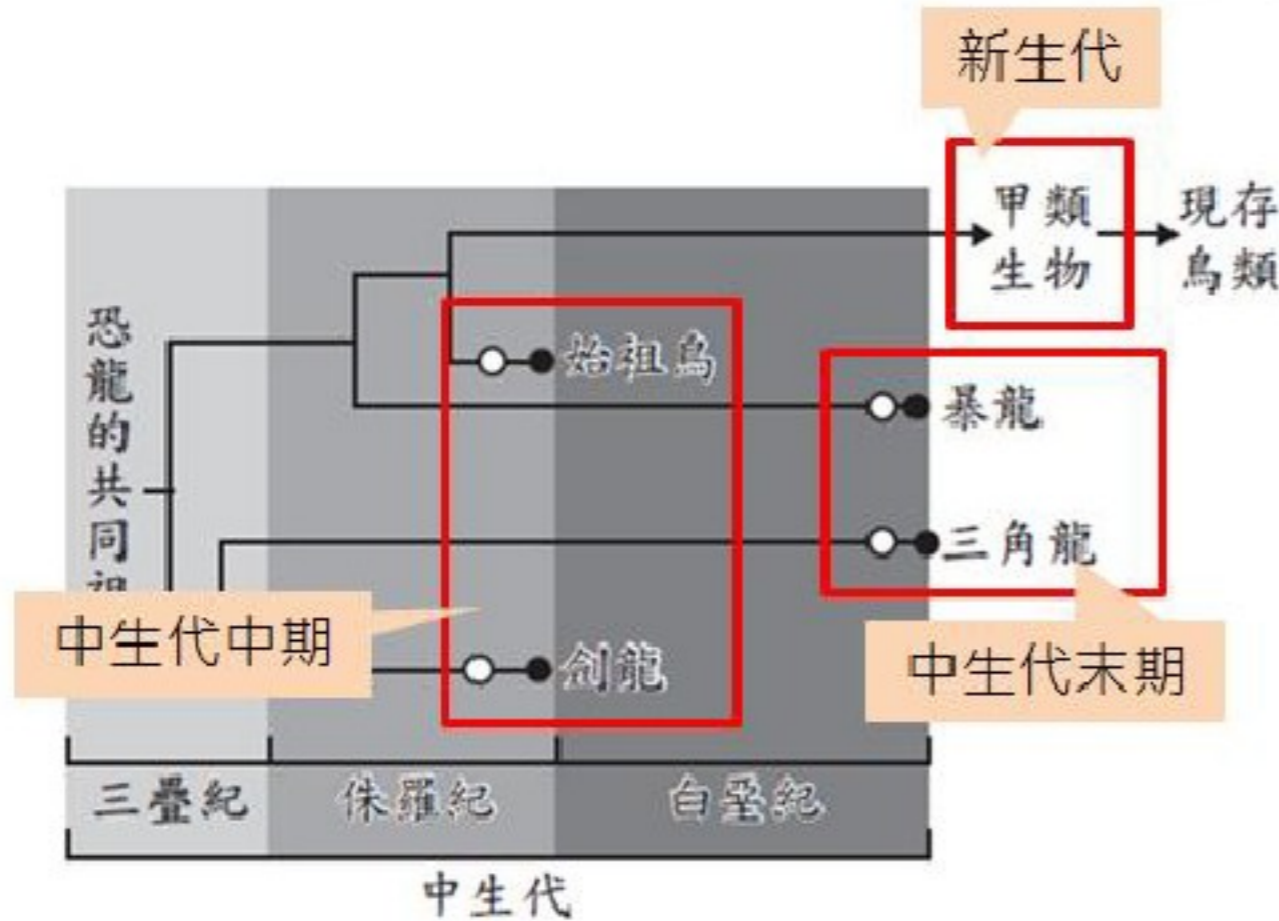 新生代
甲類
生物
現存
鳥類
恐龍的共同祖
始祖鳥
暴龍
三角龍
中生代中期
劍龍
中生代末期
三疊紀
侏羅紀
白堊紀
中生代